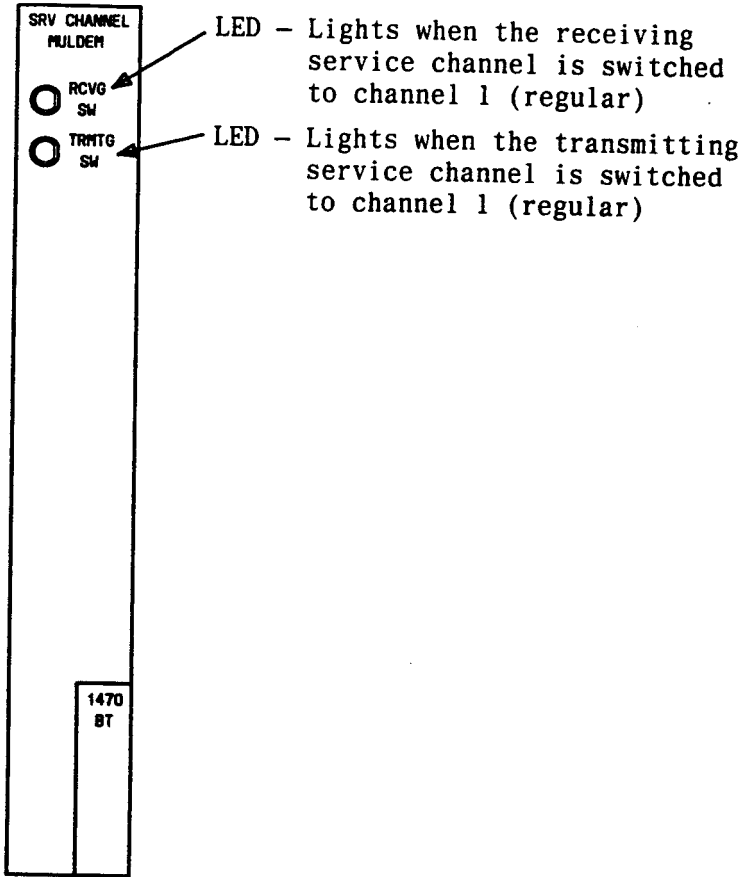 SRV CHANNEL
MULDEM
RCVG
SW
TRMTG
SW
LED – Lights when the receiving
service channel is switched
to channel 1 (regular)
LED – Lights when the transmitting
service channel is switched
to channel 1 (regular)
1470
BT